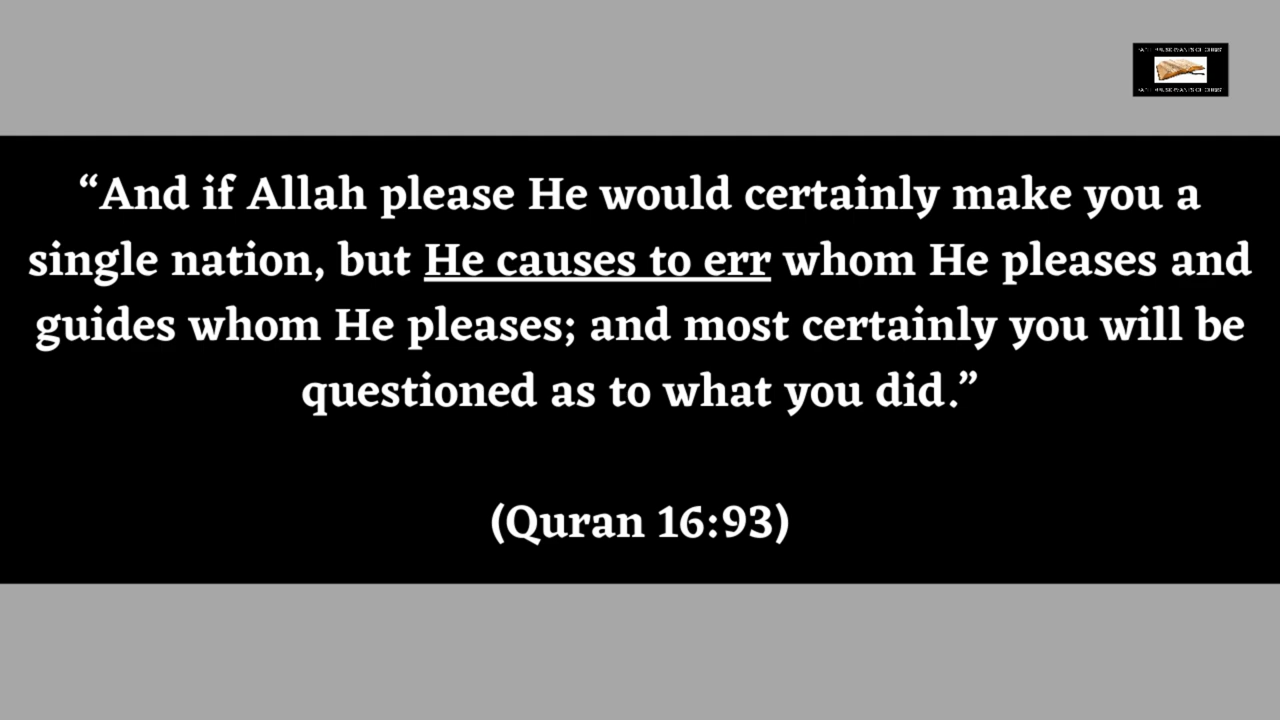 “And if Allah please He would certainly make you a
single nation, but He causes to err whom He pleases and
guides whom He pleases; and most certainly you will be
questioned as to what you did.”
(Quran 16:93)